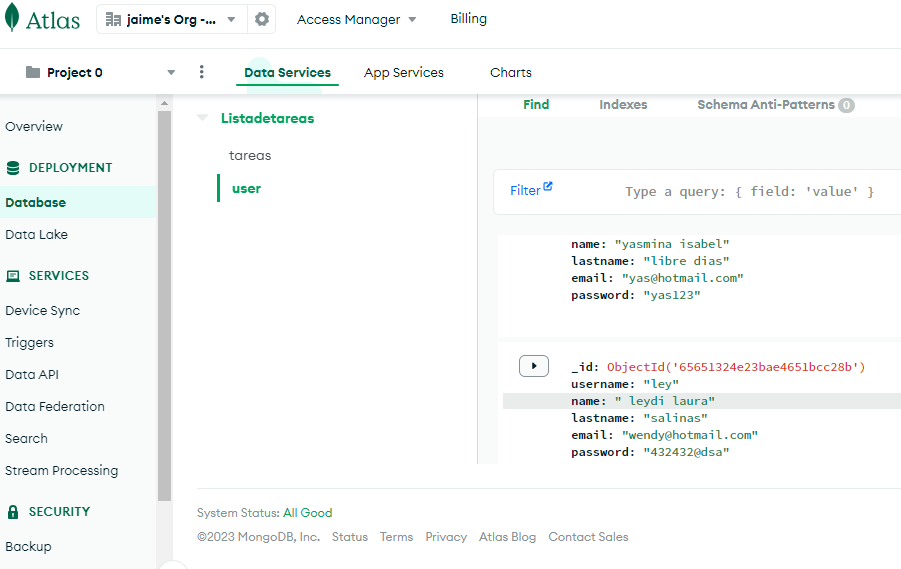 Atlas
jaime's Org -...
Access Manager
Billing
Project 0
Data Services
App Services
Charts
Overview
DEPLOYMENT
Database
Data Lake
SERVICES
Device Sync
Triggers
Data API
Data Federation
Search
Stream Processing
SECURITY
Backup
Listadetareas
tareas
user
Find
Indexes
Schema Anti-Patterns 0
Filter
Type a query: { field: 'value' }
name: "yasmina isabel"
lastname: "libre dias"
email: "yas@hotmail.com"
password: "yas123"
_id: ObjectId('65651324e23bae4651bcc28b')
username: "ley"
name: " leydi laura"
lastname: "salinas"
email: "wendy@hotmail.com"
password: "432432@dsa"
System Status: All Good
©2023 MongoDB, Inc. Status Terms Privacy Atlas Blog Contact Sales